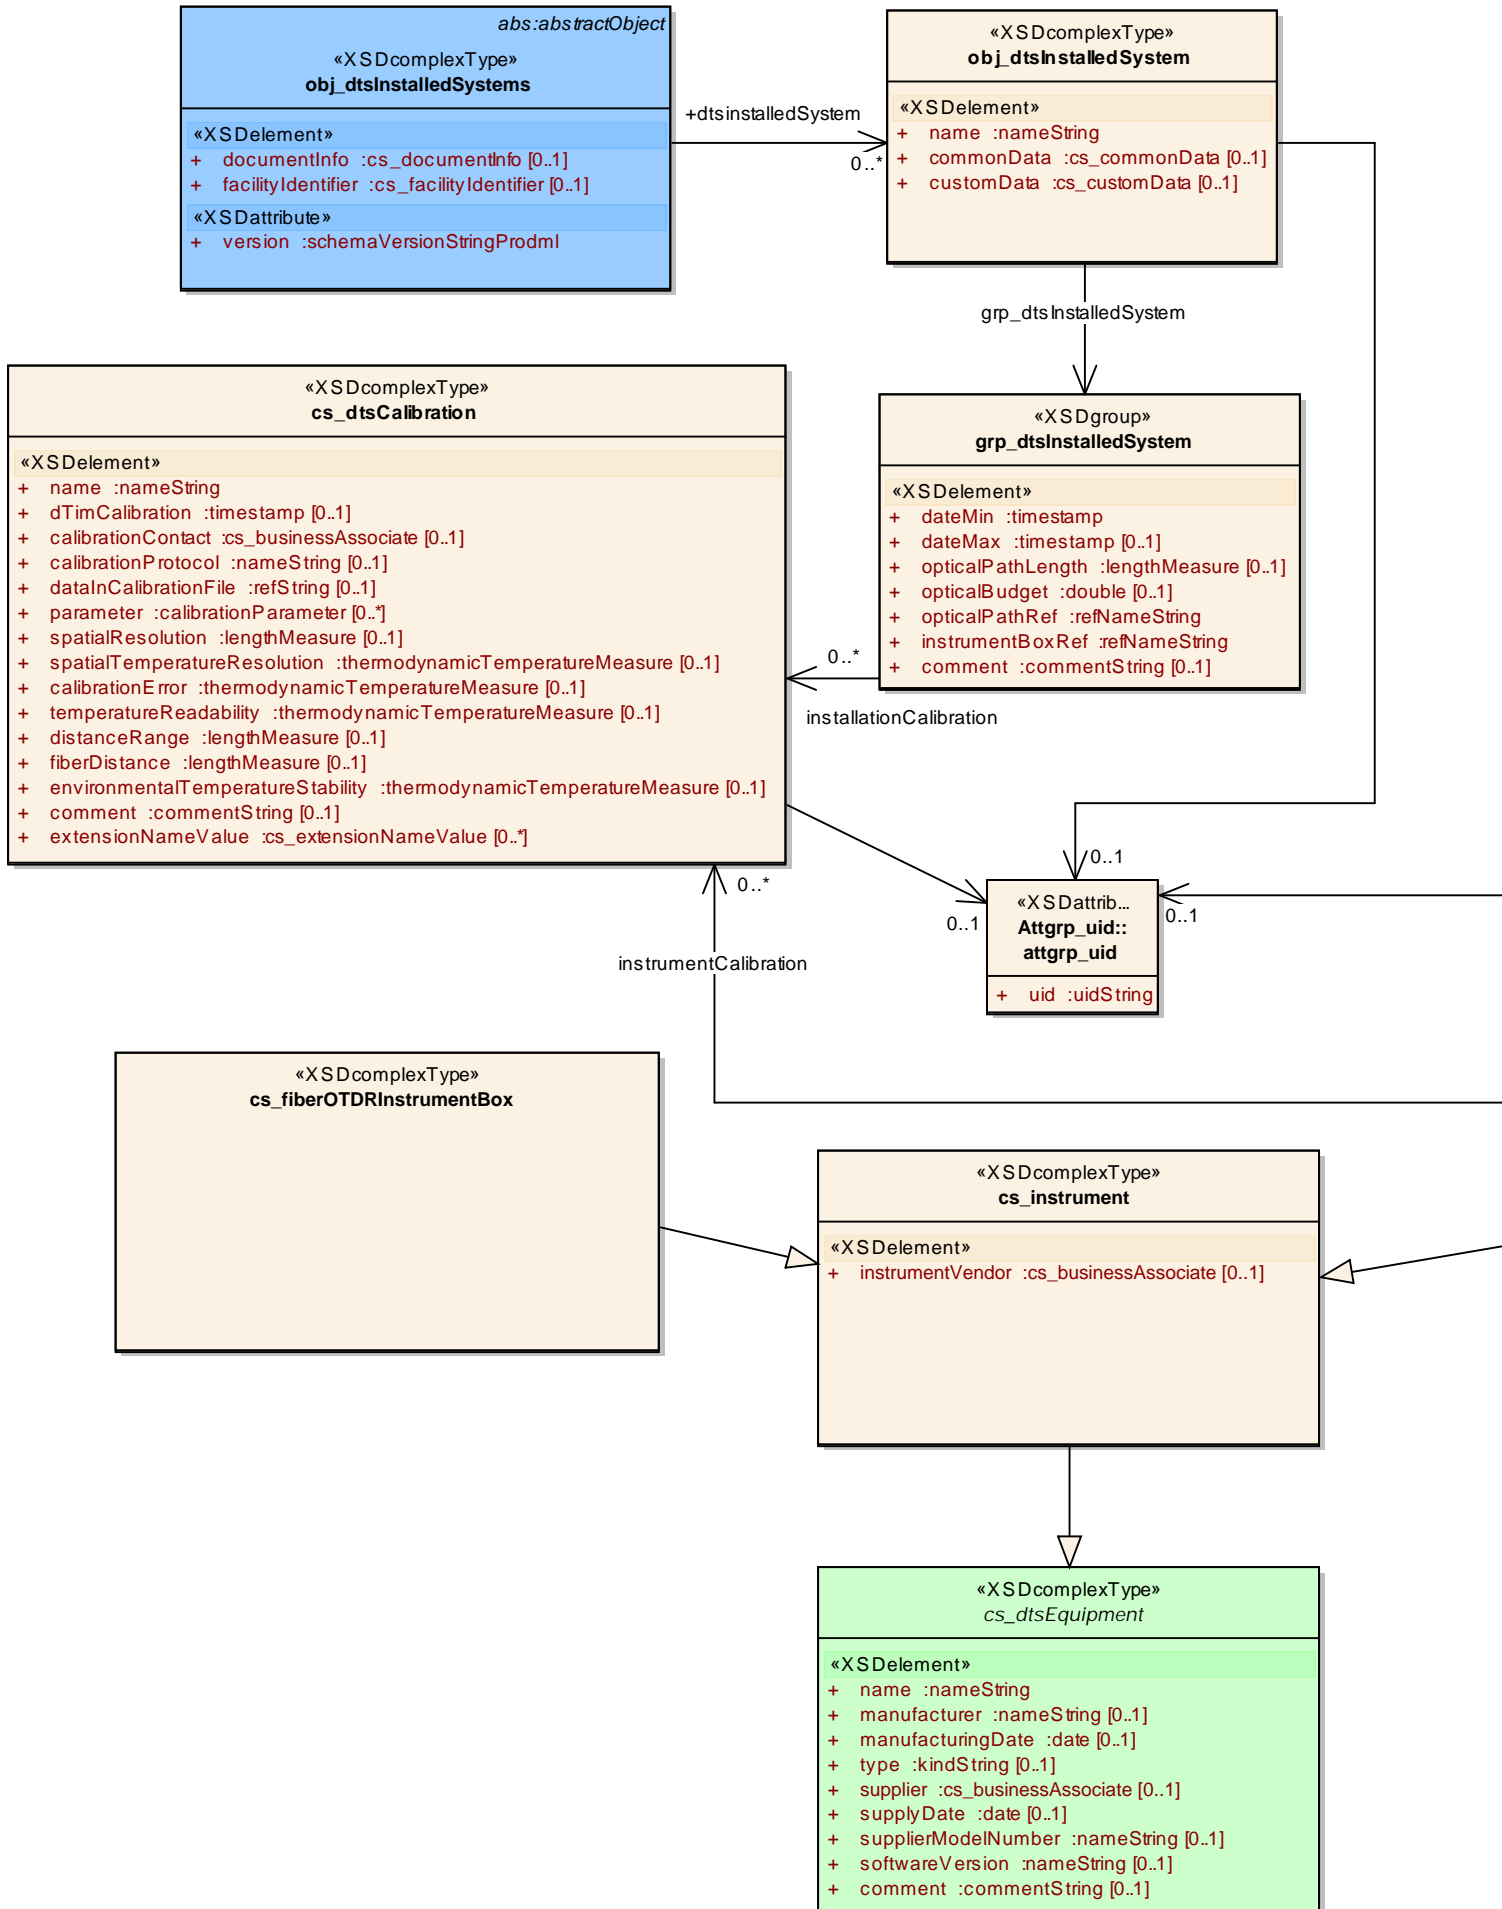 abs:abstractObject
«XSDcomplexType»
obj_dtsInstalledSystems
«XSDelement»
+ documentInfo :cs_documentInfo [0..1]
+ facilityIdentifier :cs_facilityIdentifier [0..1]
«XSDattribute»
+ version :schemaVersionStringProdml
+dtsinstalledSystem
0..*
«XSDcomplexType»
obj_dtsInstalledSystem
«XSDelement»
+ name :nameString
+ commonData :cs_commonData [0..1]
+ customData :cs_customData [0..1]
grp_dtsInstalledSystem
«XSDcomplexType»
cs_dtsCalibration
«XSDelement»
+ name :nameString
+ dTimCalibration :timestamp [0..1]
+ calibrationContact :cs_businessAssociate [0..1]
+ calibrationProtocol :nameString [0..1]
+ dataInCalibrationFile :refString [0..1]
+ parameter :calibrationParameter [0..*]
+ spatialResolution :lengthMeasure [0..1]
+ spatialTemperatureResolution :thermodynamicTemperatureMeasure [0..1]
+ calibrationError :thermodynamicTemperatureMeasure [0..1]
+ temperatureReadability :thermodynamicTemperatureMeasure [0..1]
+ distanceRange :lengthMeasure [0..1]
+ fiberDistance :lengthMeasure [0..1]
+ environmentalTemperatureStability :thermodynamicTemperatureMeasure [0..1]
+ comment :commentString [0..1]
+ extensionNameValue :cs_extensionNameValue [0..*]
«XSDgroup»
grp_dtsInstalledSystem
«XSDelement»
+ dateMin :timestamp
+ dateMax :timestamp [0..1]
+ opticalPathLength :lengthMeasure [0..1]
+ opticalBudget :double [0..1]
+ opticalPathRef :refNameString
+ instrumentBoxRef :refNameString
+ comment :commentString [0..1]
0..*
installationCalibration
0..1
0..*
0..1
0..1
«XSDattrib...
Attgrp_uid::
attgrp_uid
+ uid :uidString
instrumentCalibration
«XSDcomplexType»
cs_fiberOTDRInstrumentBox
«XSDcomplexType»
cs_instrument
«XSDelement»
+ instrumentVendor :cs_businessAssociate [0..1]
«XSDcomplexType»
cs_dtsEquipment
«XSDelement»
+ name :nameString
+ manufacturer :nameString [0..1]
+ manufacturingDate :date [0..1]
+ type :kindString [0..1]
+ supplier :cs_businessAssociate [0..1]
+ supplyDate :date [0..1]
+ supplierModelNumber :nameString [0..1]
+ softwareVersion :nameString [0..1]
+ comment :commentString [0..1]